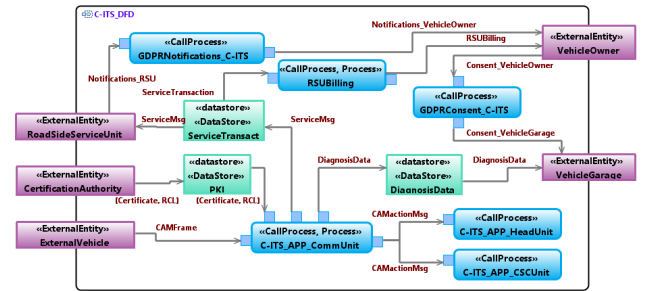 C-ITS_DFD
«CallProcess»
GDPRNotifications_C-ITS
Notifications_VehicleOwner
«ExternalEntity»
VehicleOwner
RSUBilling
Notifications_RSU
«CallProcess, Process»
RSUBilling
Consent_VehicleOwner
ServiceTransaction
«CallProcess»
GDPRConsent_C-ITS
«ExternalEntity»
RoadSideServiceUnit
ServiceMsg
«datastore»
«DataStore»
ServiceTransact
ServiceMsg
Consent_VehicleGarage
«ExternalEntity»
CertificationAuthority
«datastore»
«DataStore»
PKI
DiagnosisData
«datastore»
«DataStore»
DiagnosisData
DiagnosisData
«ExternalEntity»
VehicleGarage
[Certificate, RCL]
[Certificate, RCL]
«ExternalEntity»
ExternalVehicle
CAMFrame
«CallProcess, Process»
C-ITS_APP_CommUnit
CAMactionMsg
«CallProcess»
C-ITS_APP_HeadUnit
CAMactionMsg
«CallProcess»
C-ITS_APP_CSCUnit